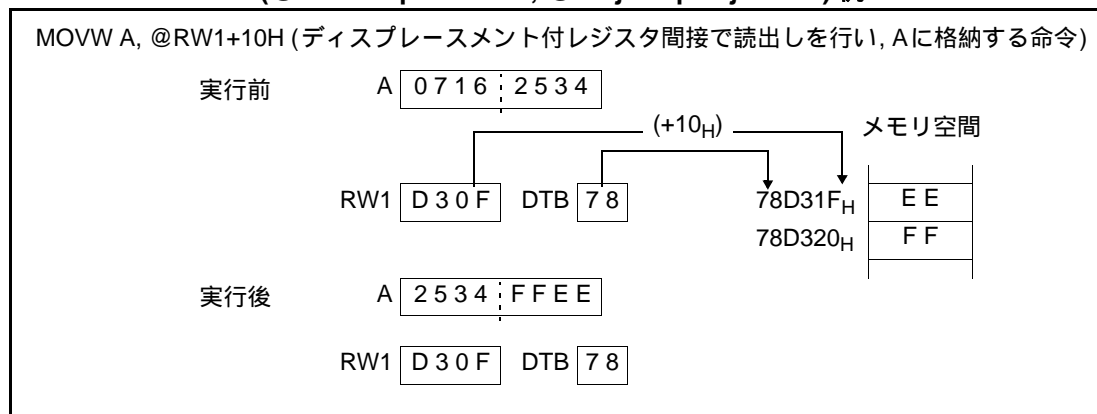 MOVW A, @RW1+10H (ディスプレースメント付レジスタ間接で読出しを行い, Aに格納する命令)
実行前 A 0716 2534
(+10H) メモリ空間
RW1 D30F DTB 78 78D31FH EE
78D320H FF
実行後 A 2534 FFEE
RW1 D30F DTB 78